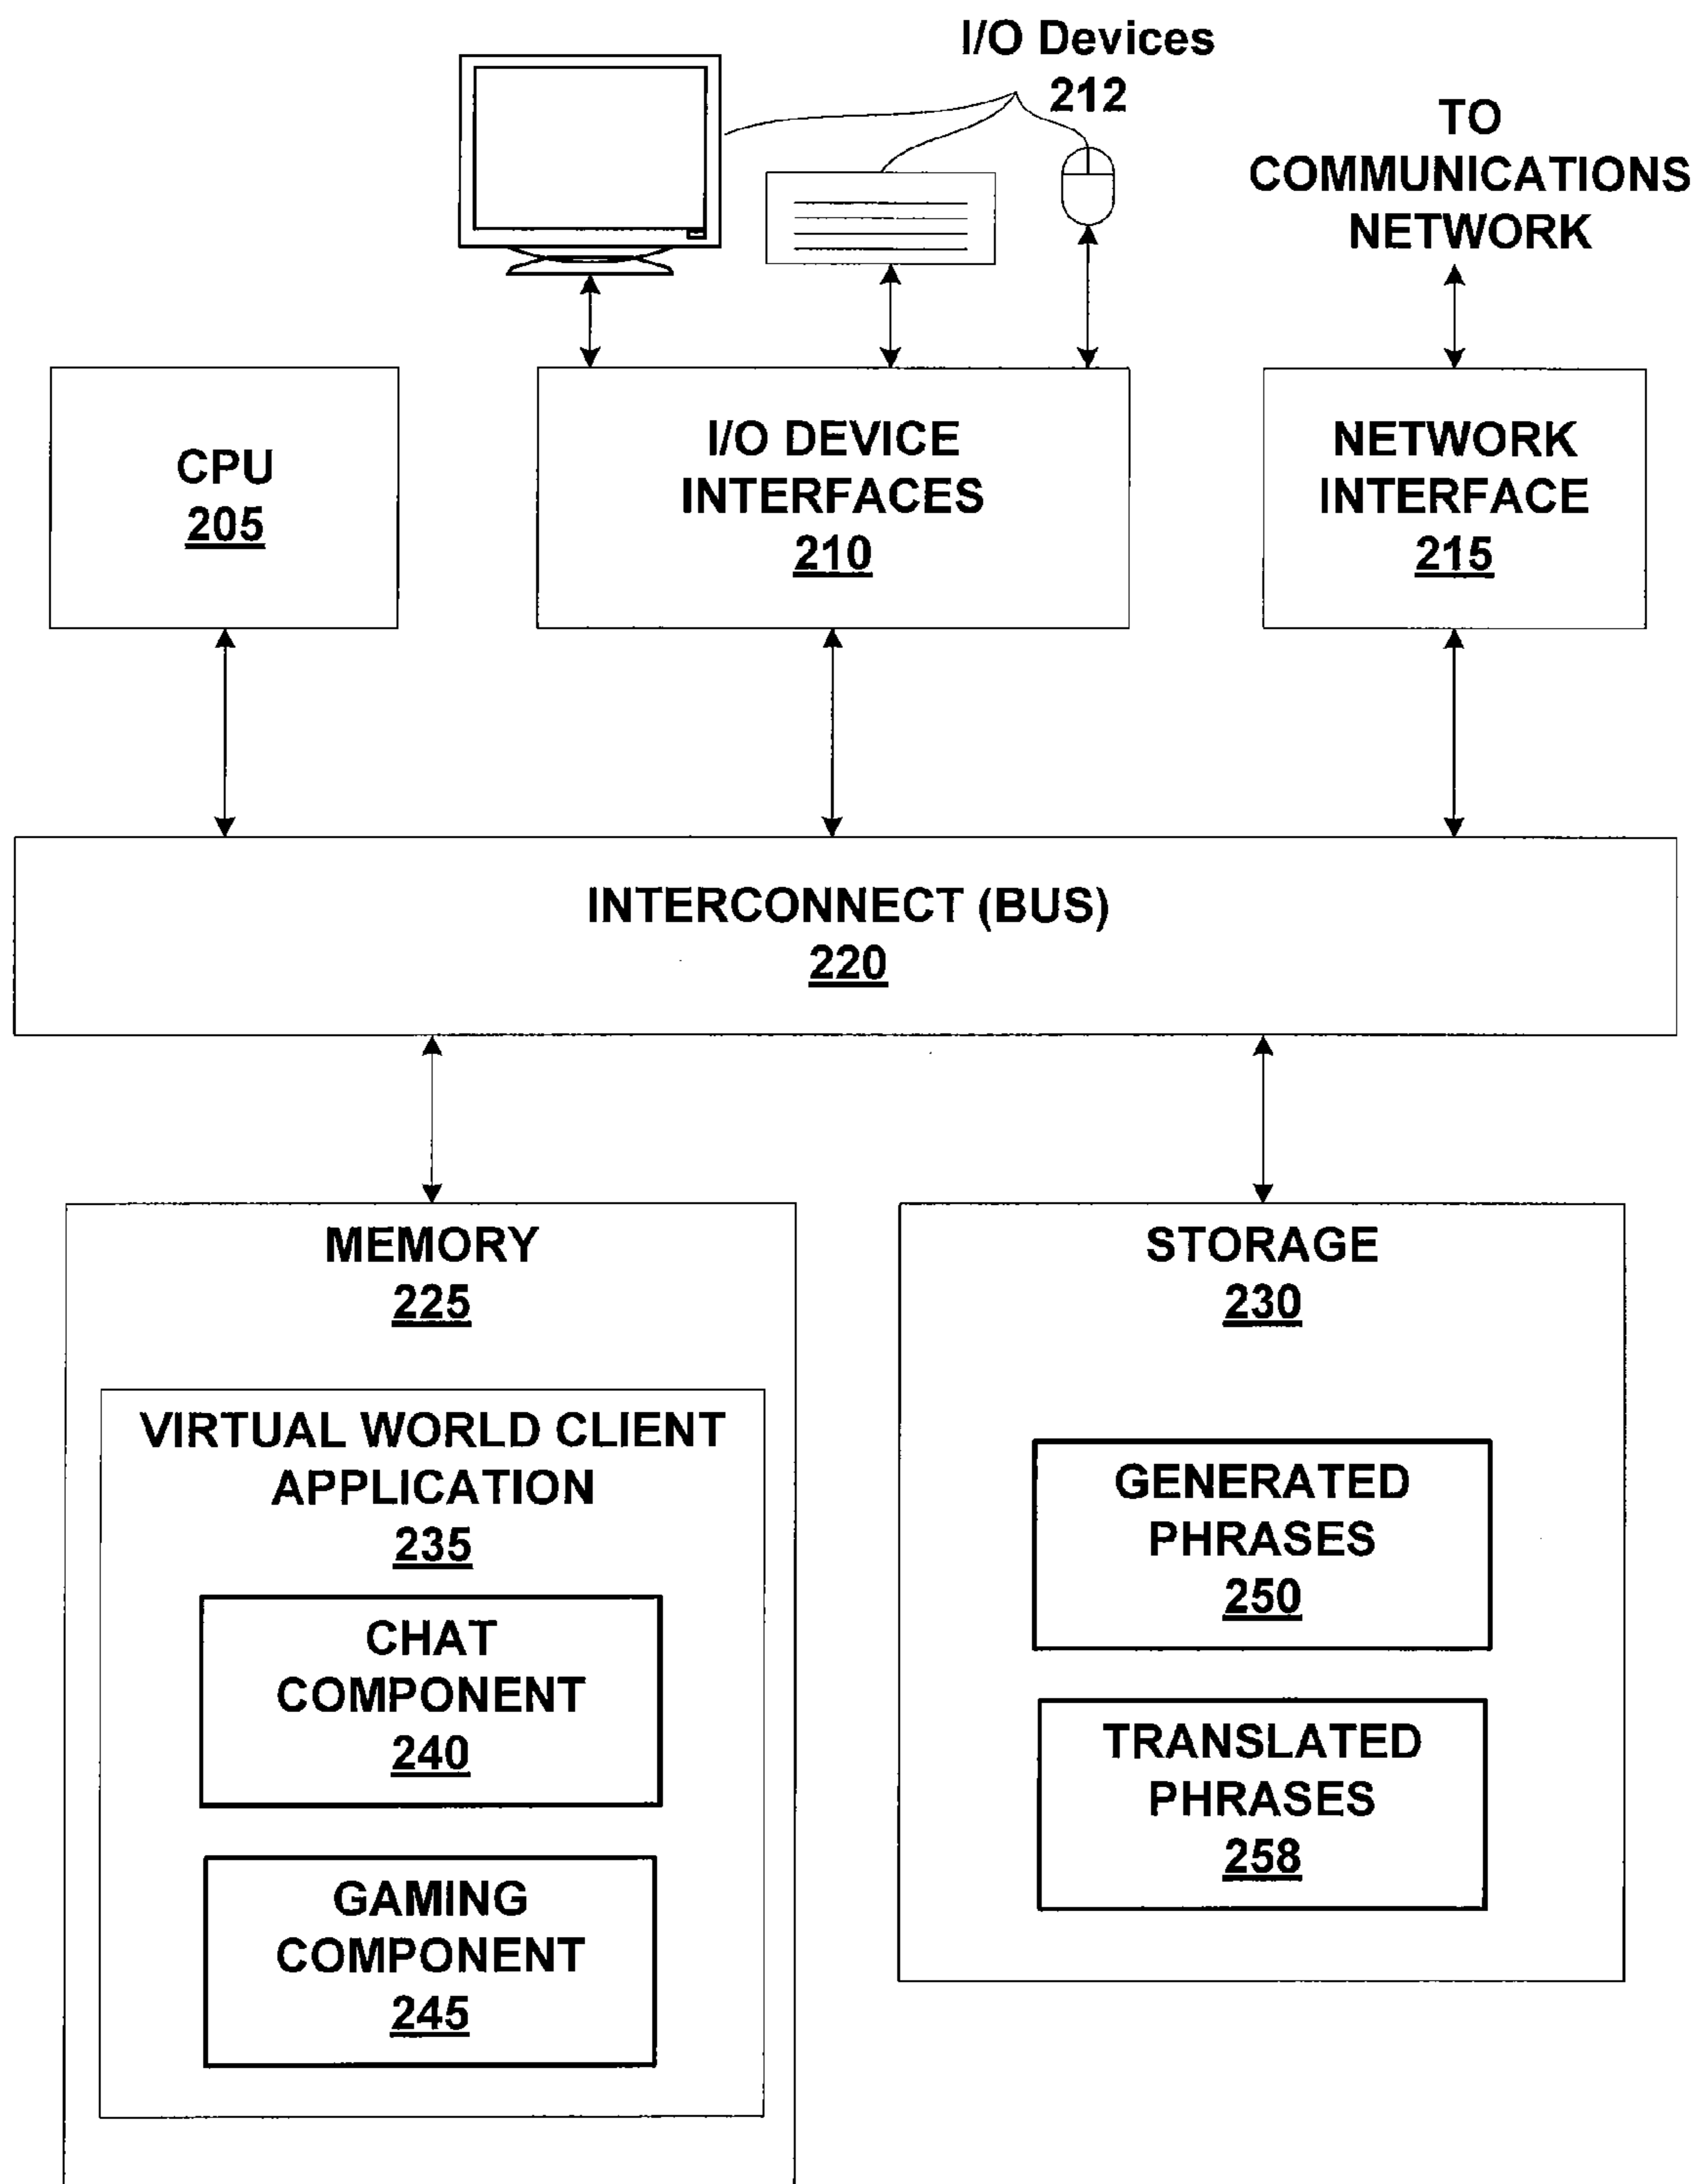 I/O Devices
212
TO
COMMUNICATIONS
NETWORK
CPU
205
I/O DEVICE
INTERFACES
210
NETWORK
INTERFACE
215
INTERCONNECT (BUS)
220
MEMORY
225
VIRTUAL WORLD CLIENT
APPLICATION
235
CHAT
COMPONENT
240
GAMING
COMPONENT
245
STORAGE
230
GENERATED
PHRASES
250
TRANSLATED
PHRASES
258